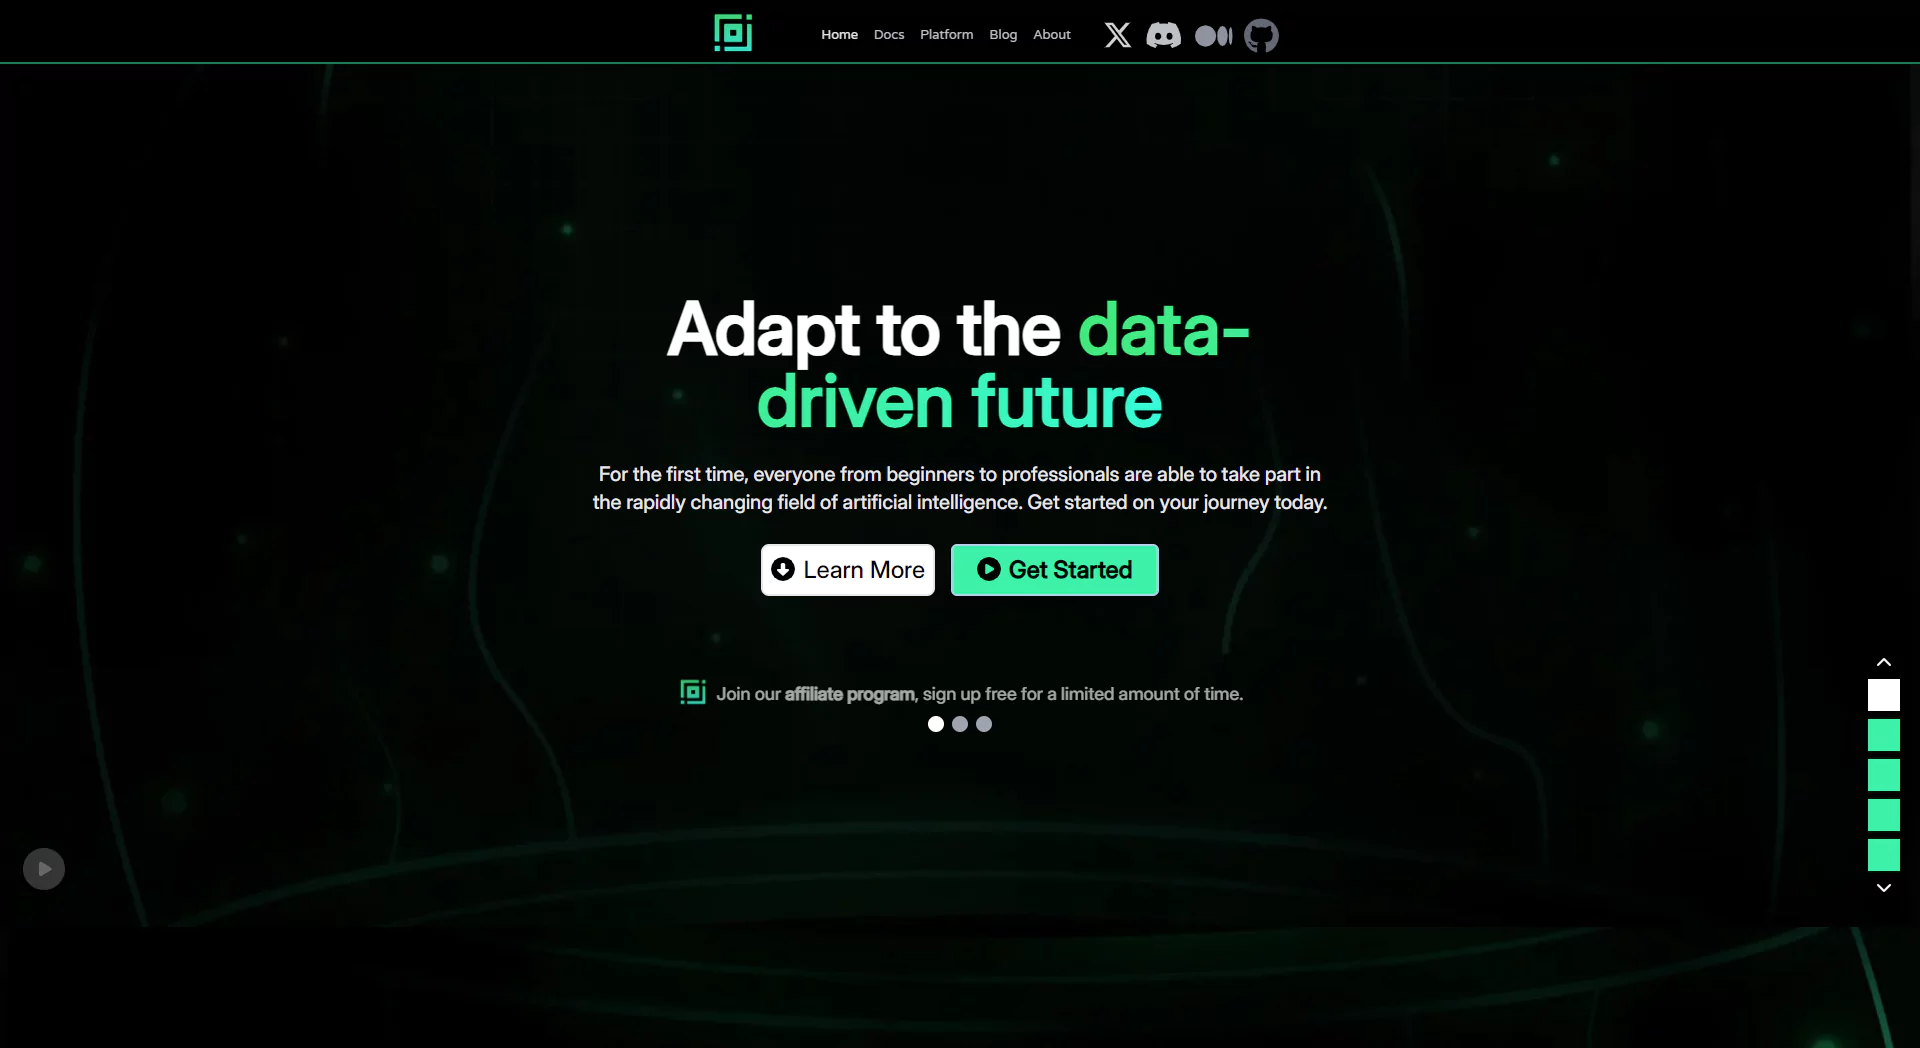 Home Docs Platform Blog About
Adapt to the data-
driven future
For the first time, everyone from beginners to professionals are able to take part in
the rapidly changing field of artificial intelligence. Get started on your journey today.
Learn More Get Started
Join our affiliate program, sign up free for a limited amount of time.